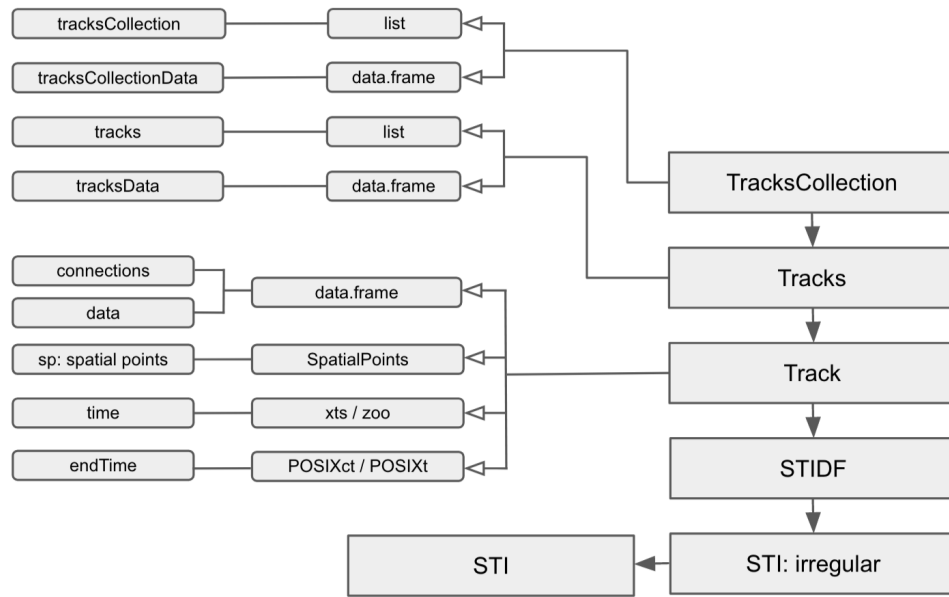 tracksCollection
list
tracksCollectionData
data.frame
tracks
list
tracksData
data.frame
TracksCollection
connections
data
data.frame
Tracks
sp: spatial points
SpatialPoints
Track
time
xts / zoo
endTime
POSIXct / POSIXt
STIDF
STI
STI: irregular